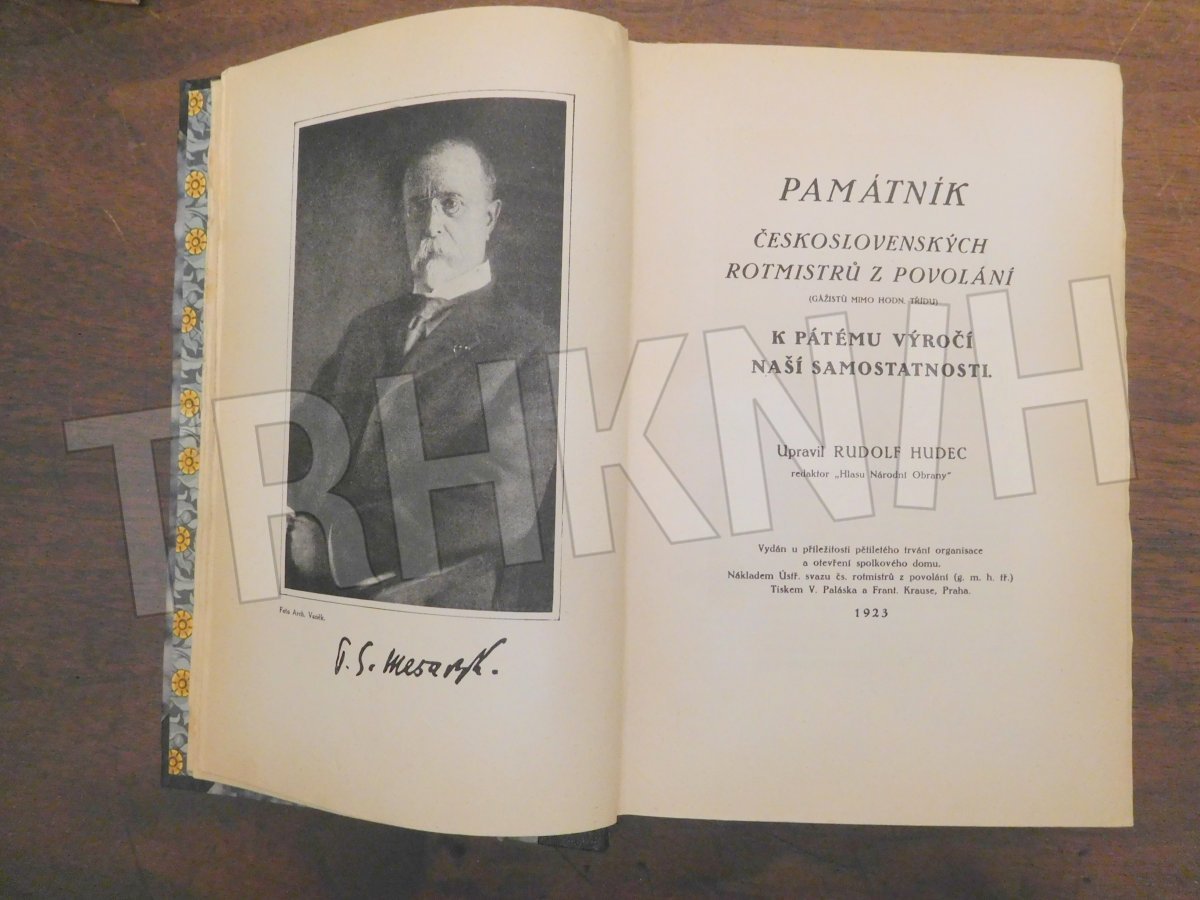 Foto Arch. Vaněk.
T. G. Masaryk.
PAMÁTNÍK
ČESKOSLOVENSKÝCH
ROTMISTRŮ Z POVOLÁNÍ
(GÁŽISTŮ MIMO HODN. TŘÍDU)
K PÁTÉMU VÝROČÍ
NAŠÍ SAMOSTATNOSTI.
Upravil RUDOLF HUDEC
redaktor „Hlasu Národní Obrany“
Vydán u příležitosti pětiletého trvání organisace
a otevření spolkového domu.
Nákladem Ústř. svazu čs. rotmistrů z povolání (g. m. h. tř.)
Tiskem V. Paláska a Frant. Krause, Praha.
1923
TRHKNIH